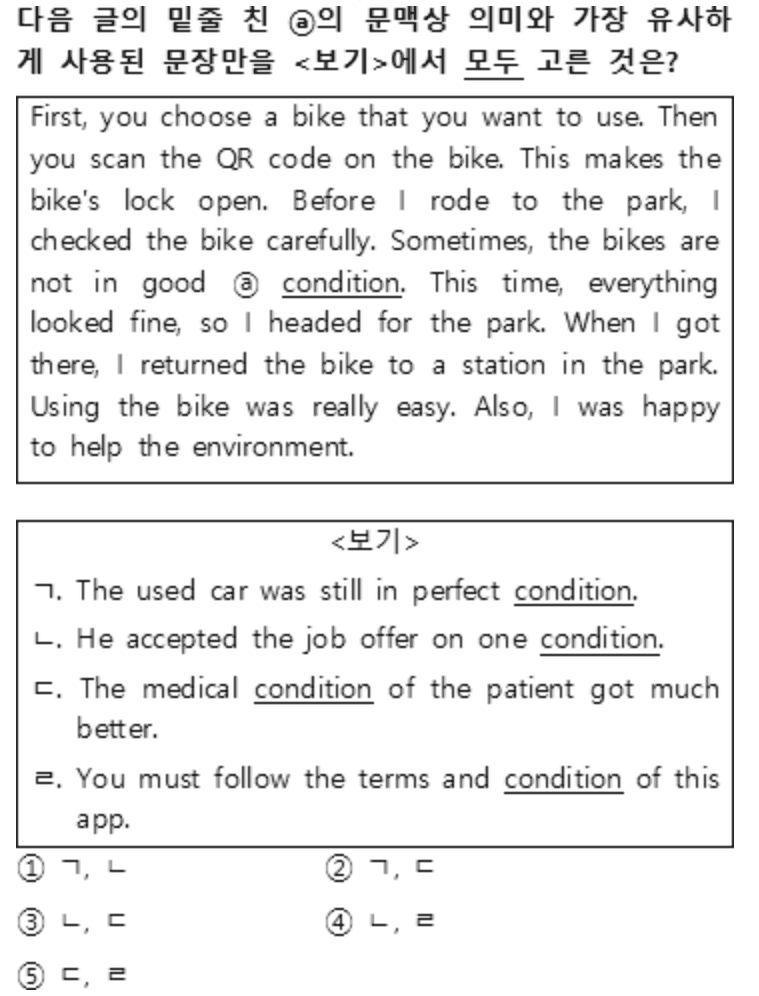 다음 글의 밑줄 친 ⓐ의 문맥상 의미와 가장 유사하
게 사용된 문장만을 <보기>에서 모두 고른 것은?
First, you choose a bike that you want to use. Then
you scan the QR code on the bike. This makes the
bike's lock open. Before I rode to the park, I
checked the bike carefully. Sometimes, the bikes are
not in good ⓐ condition. This time, everything
looked fine, so I headed for the park. When I got
there, I returned the bike to a station in the park.
Using the bike was really easy. Also, I was happy
to help the environment.
<보기>
ㄱ. The used car was still in perfect condition.
ㄴ. He accepted the job offer on one condition.
ㄷ. The medical condition of the patient got much
better.
ㄹ. You must follow the terms and condition of this
app.
① ㄱ, ㄴ ② ㄱ, ㄷ
③ ㄴ, ㄷ ④ ㄴ, ㄹ
⑤ ㄷ, ㄹ